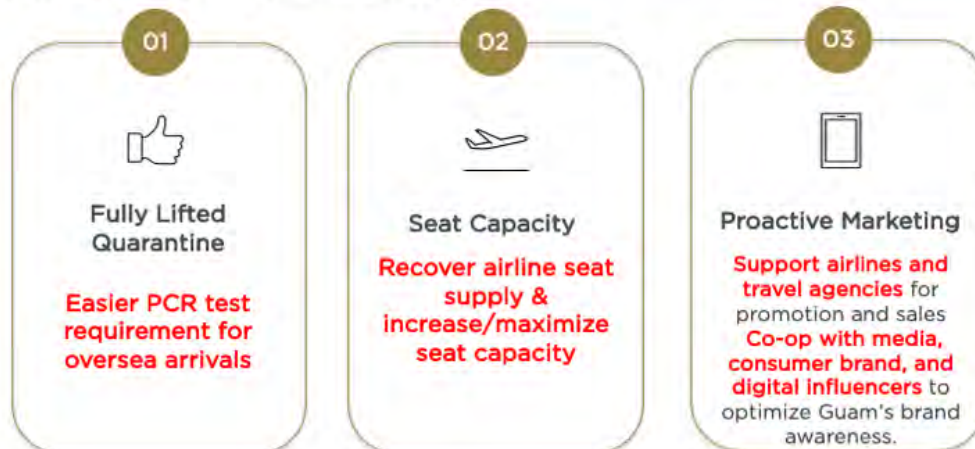 01
Fully Lifted
Quarantine
Easier PCR test
requirement for
oversea arrivals
02
Seat Capacity
Recover airline seat
supply &
increase/maximize
seat capacity
03
Proactive Marketing
Support airlines and
travel agencies for
promotion and sales
Co-op with media,
consumer brand, and
digital influencers to
optimize Guam's brand
awareness.